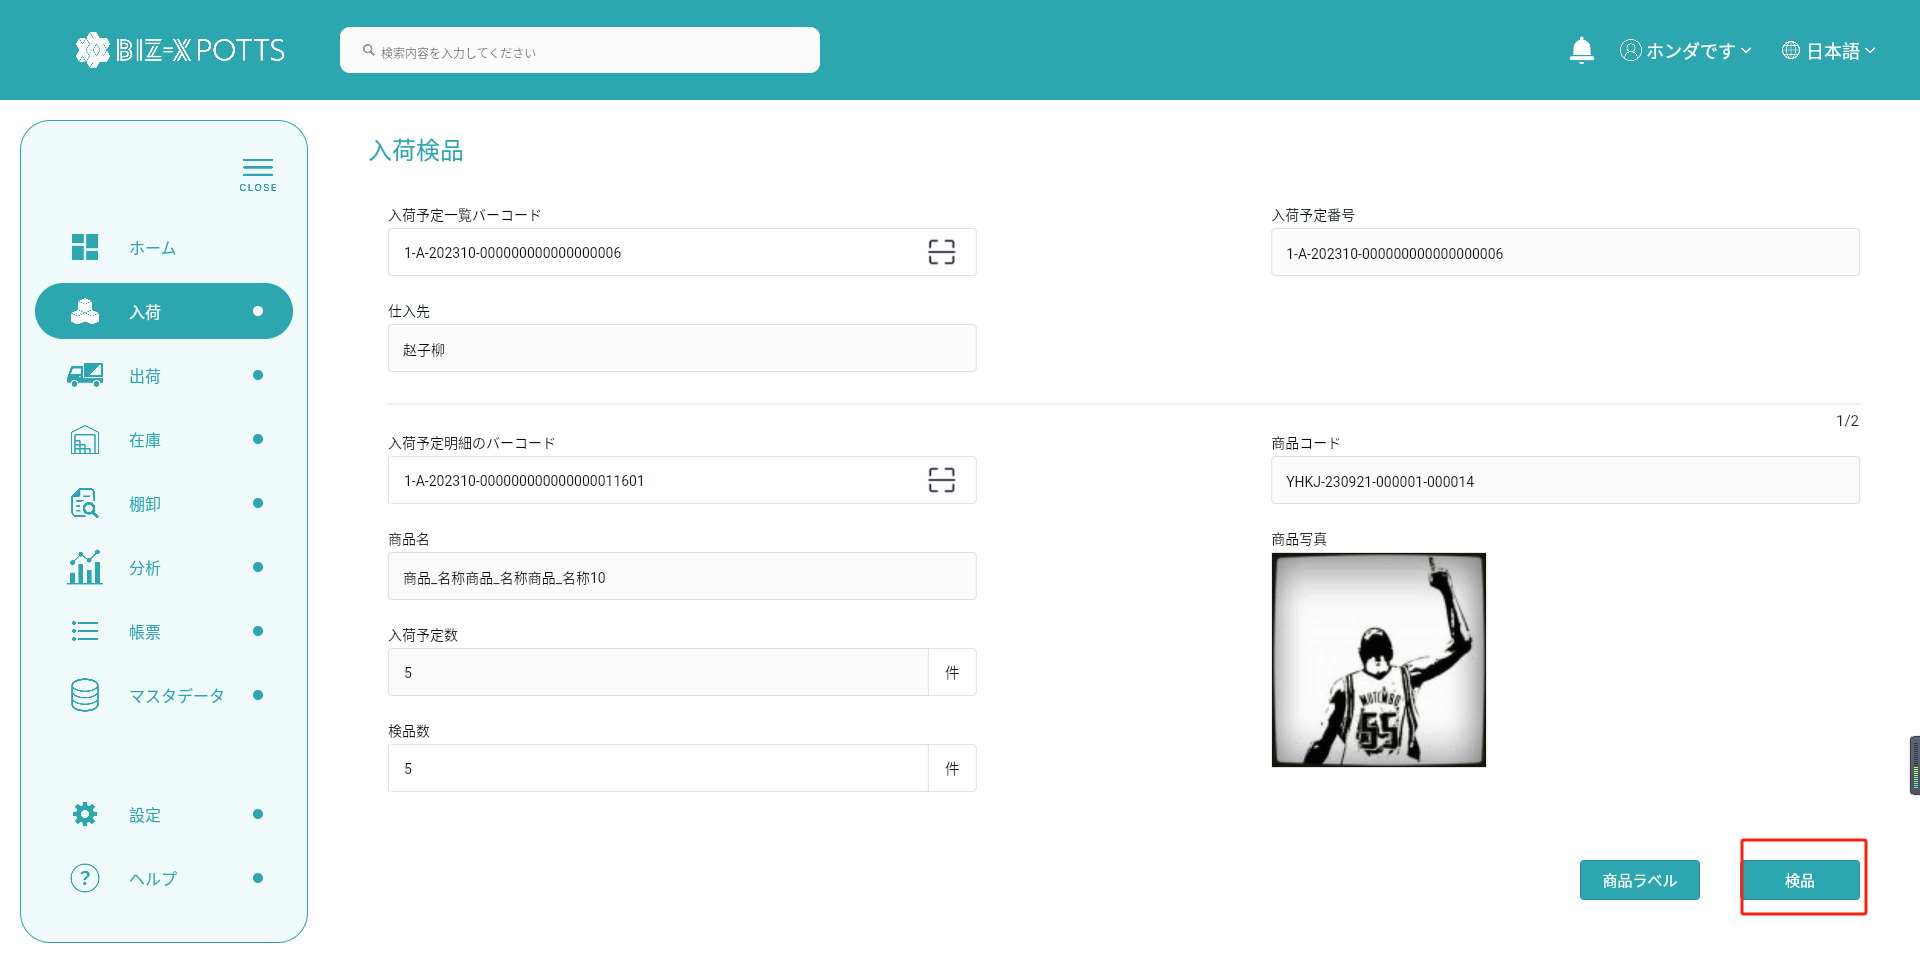 BIZ-X POTTS
検索内容を入力してください
ホンダです
日本語
CLOSE
ホーム
入荷
出荷
在庫
棚卸
分析
帳票
マスタデータ
設定
?
ヘルプ
入荷検品
入荷予定一覧バーコード
1-A-202310-000000000000000006
入荷予定番号
1-A-202310-000000000000000006
仕入先
赵子柳
1/2
入荷予定明細のバーコード
1-A-202310-000000000000000011601
商品コード
YHKJ-230921-000001-000014
商品名
商品_名称商品_名称商品_名称10
商品写真
MUTOMBO
55
入荷予定数
5
件
検品数
5
件
商品ラベル
検品